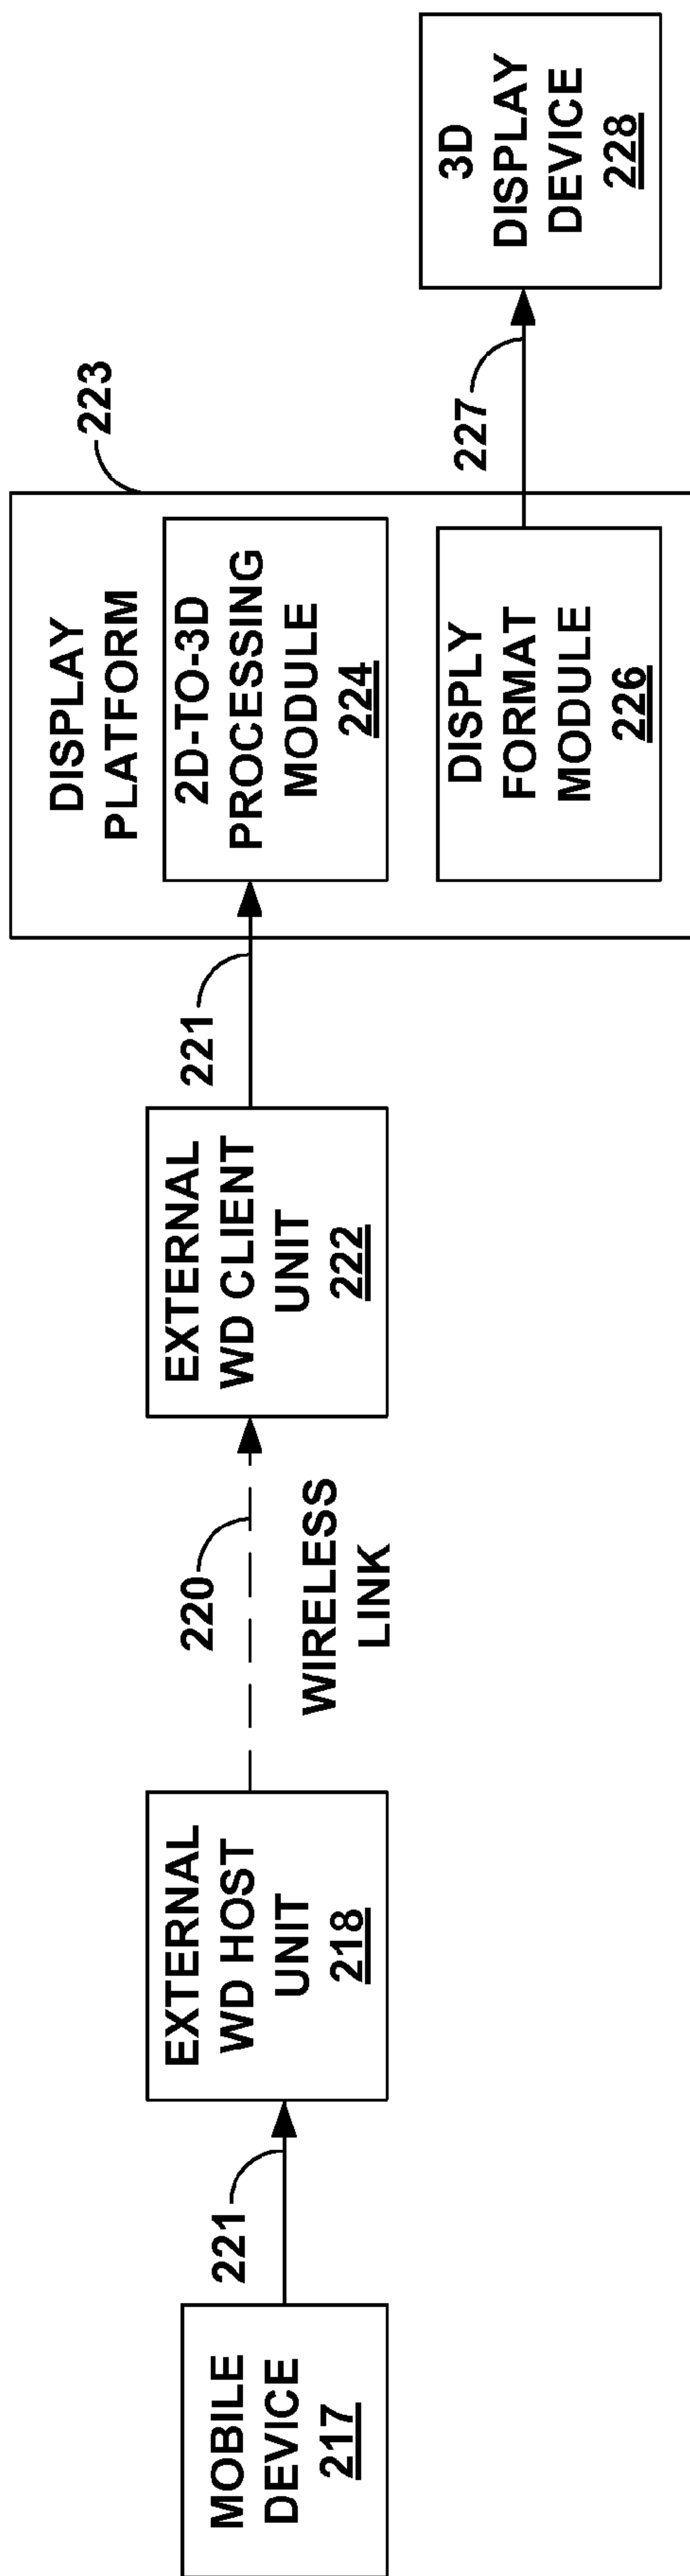 MOBILE
DEVICE
217
221
EXTERNAL
WD HOST
UNIT
218
220
WIRELESS
LINK
EXTERNAL
WD CLIENT
UNIT
222
221
223
DISPLAY
PLATFORM
2D-TO-3D
PROCESSING
MODULE
224
DISPLY
FORMAT
MODULE
226
227
3D
DISPLAY
DEVICE
228